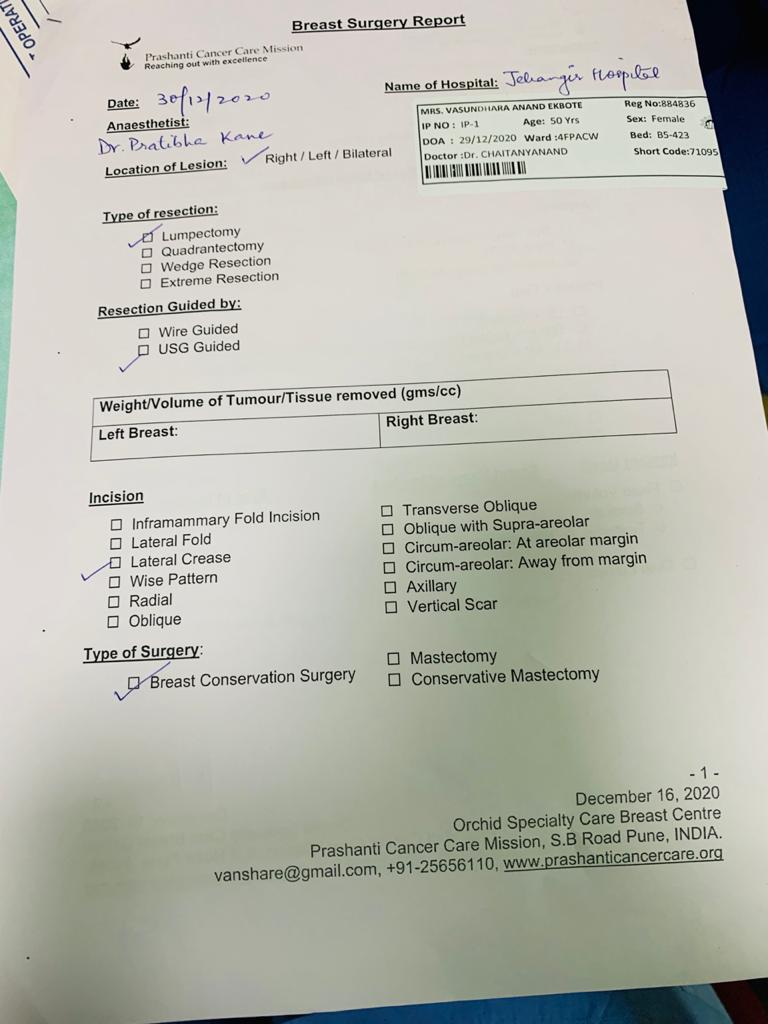 OPERATI
Breast Surgery Report
Prashanti Cancer Care Mission
Reaching out with excellence
Date: 30/12/2020
Name of Hospital: Jehangir Hospital
Anaesthetist:
Dr. Pratibha Kane
MRS. VASUNDHARA ANAND EKBOTE Reg No:884836
IP NO : IP-1 Age: 50 Yrs Sex: Female
DOA : 29/12/2020 Ward :4FPACW Bed: B5-423
Doctor :Dr. CHAITANYANAND Short Code:71095
Location of Lesion: ✓ Right / Left / Bilateral
Type of resection:
✓ ☐ Lumpectomy
☐ Quadrantectomy
☐ Wedge Resection
☐ Extreme Resection
Resection Guided by:
☐ Wire Guided
✓ ☐ USG Guided
Weight/Volume of Tumour/Tissue removed (gms/cc)
Left Breast: Right Breast:
Incision
☐ Inframammary Fold Incision
☐ Lateral Fold
✓ ☐ Lateral Crease
☐ Wise Pattern
☐ Radial
☐ Oblique
☐ Transverse Oblique
☐ Oblique with Supra-areolar
☐ Circum-areolar: At areolar margin
☐ Circum-areolar: Away from margin
☐ Axillary
☐ Vertical Scar
Type of Surgery:
✓ ☐ Breast Conservation Surgery
☐ Mastectomy
☐ Conservative Mastectomy
- 1 -
December 16, 2020
Orchid Specialty Care Breast Centre
Prashanti Cancer Care Mission, S.B Road Pune, INDIA.
vanshare@gmail.com, +91-25656110, www.prashanticancercare.org